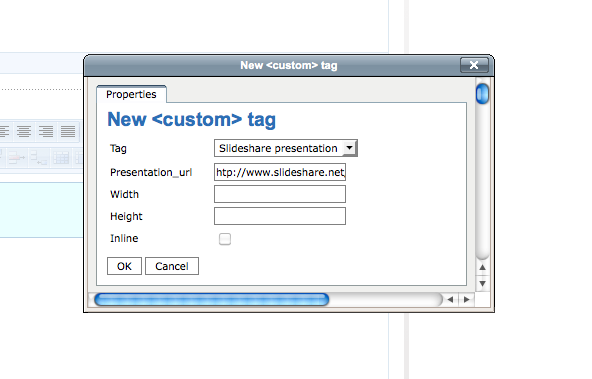 New <custom> tag
Properties
New <custom> tag
Tag Slideshare presentation
Presentation_url htp://www.slideshare.net
Width
Height
Inline
OK Cancel